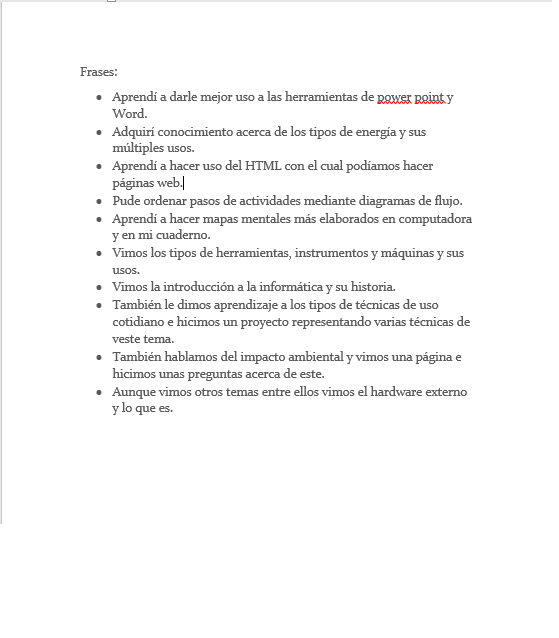 Frases:
• Aprendí a darle mejor uso a las herramientas de power point y
Word.
• Adquirí conocimiento acerca de los tipos de energía y sus
múltiples usos.
• Aprendí a hacer uso del HTML con el cual podíamos hacer
páginas web.
• Pude ordenar pasos de actividades mediante diagramas de flujo.
• Aprendí a hacer mapas mentales más elaborados en computadora
y en mi cuaderno.
• Vimos los tipos de herramientas, instrumentos y máquinas y sus
usos.
• Vimos la introducción a la informática y su historia.
• También le dimos aprendizaje a los tipos de técnicas de uso
cotidiano e hicimos un proyecto representando varias técnicas de
veste tema.
• También hablamos del impacto ambiental y vimos una página e
hicimos unas preguntas acerca de este.
• Aunque vimos otros temas entre ellos vimos el hardware externo
y lo que es.